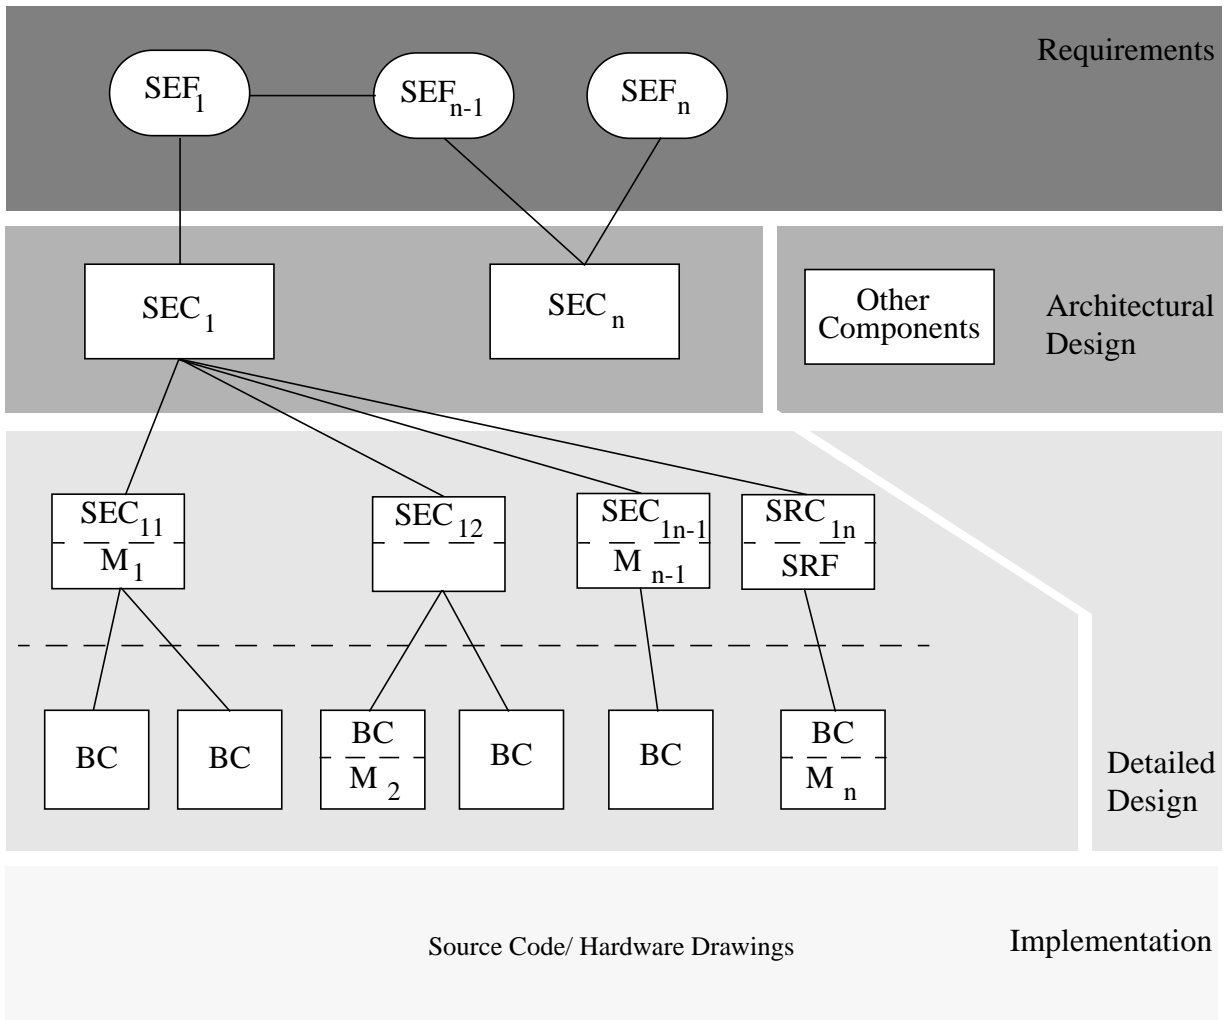 Requirements
SEF1
SEFn-1
SEFn
SEC1
SECn
Other
Components
Architectural
Design
SEC11
M1
SEC12
SEC1n-1
Mn-1
SRC1n
SRF
BC
BC
BC
M2
BC
BC
BC
Mn
Detailed
Design
Source Code/ Hardware Drawings
Implementation